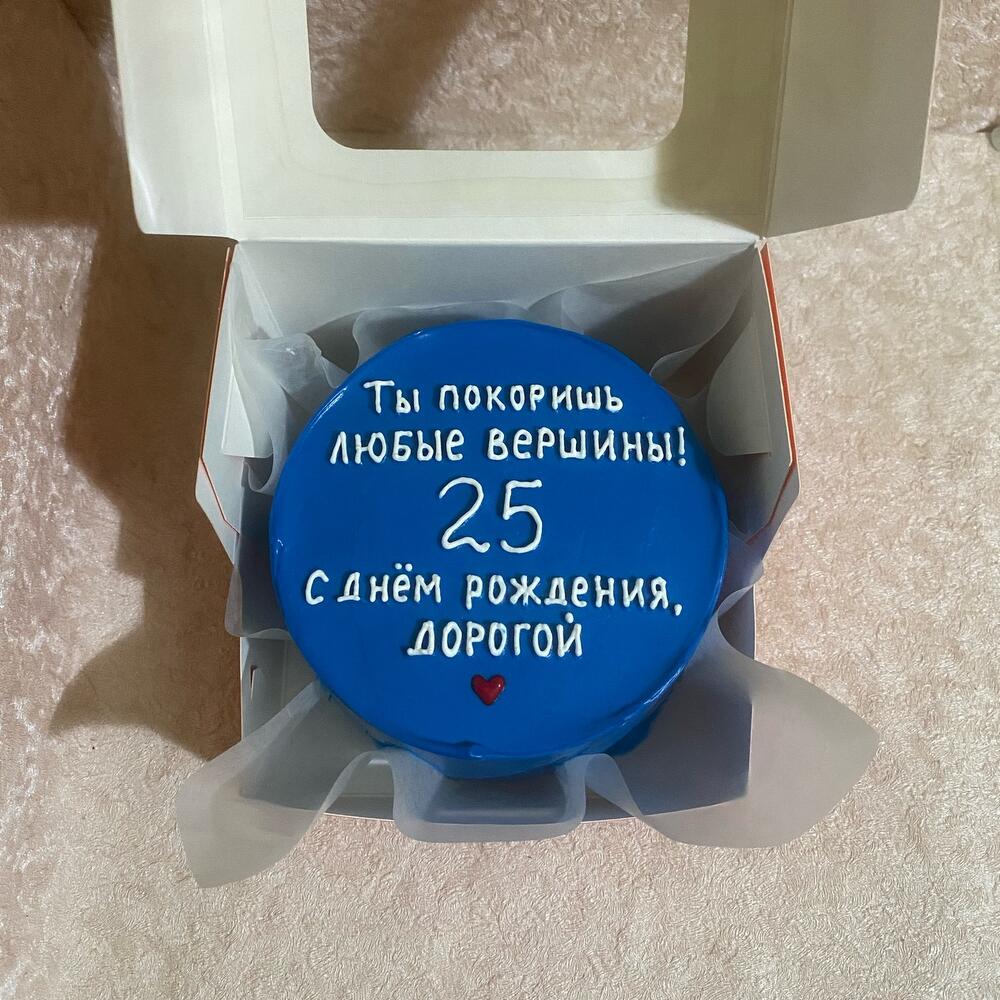 Ты покоришь
любые вершины!
25
С днём рождения,
дорогой